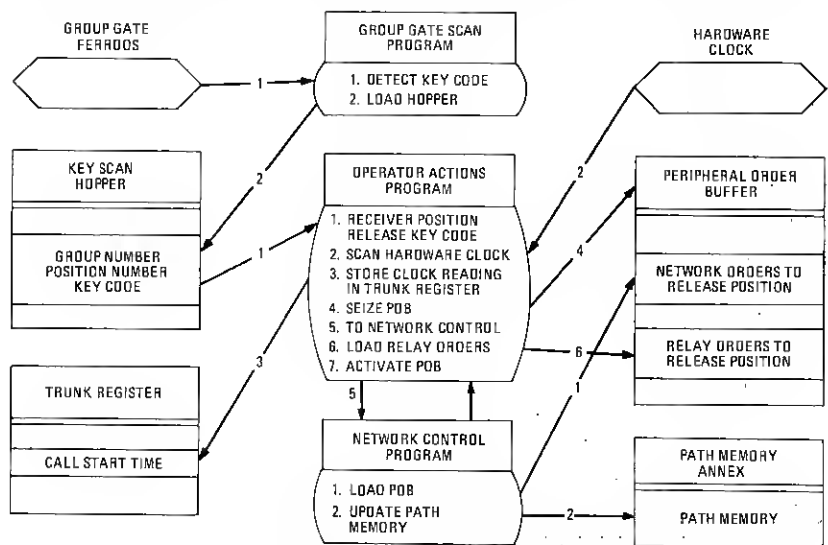 GROUP GATE
FERRODS
GROUP GATE SCAN
PROGRAM
1. DETECT KEY CODE
2. LOAD HOPPER
HARDWARE
CLOCK
1
2
2
KEY SCAN
HOPPER
GROUP NUMBER
POSITION NUMBER
KEY CODE
1
OPERATOR ACTIONS
PROGRAM
1. RECEIVER POSITION
RELEASE KEY CODE
2. SCAN HARDWARE CLOCK
3. STORE CLOCK READING
IN TRUNK REGISTER
4. SEIZE POB
5. TO NETWORK CONTROL
6. LOAD RELAY ORDERS
7. ACTIVATE POB
4
6
1
PERIPHERAL ORDER
BUFFER
NETWORK ORDERS TO
RELEASE POSITION
RELAY ORDERS TO
RELEASE POSITION
3
5
TRUNK REGISTER
CALL START TIME
NETWORK CONTROL
PROGRAM
1. LOAD POB
2. UPDATE PATH
MEMORY
2
PATH MEMORY
ANNEX
PATH MEMORY